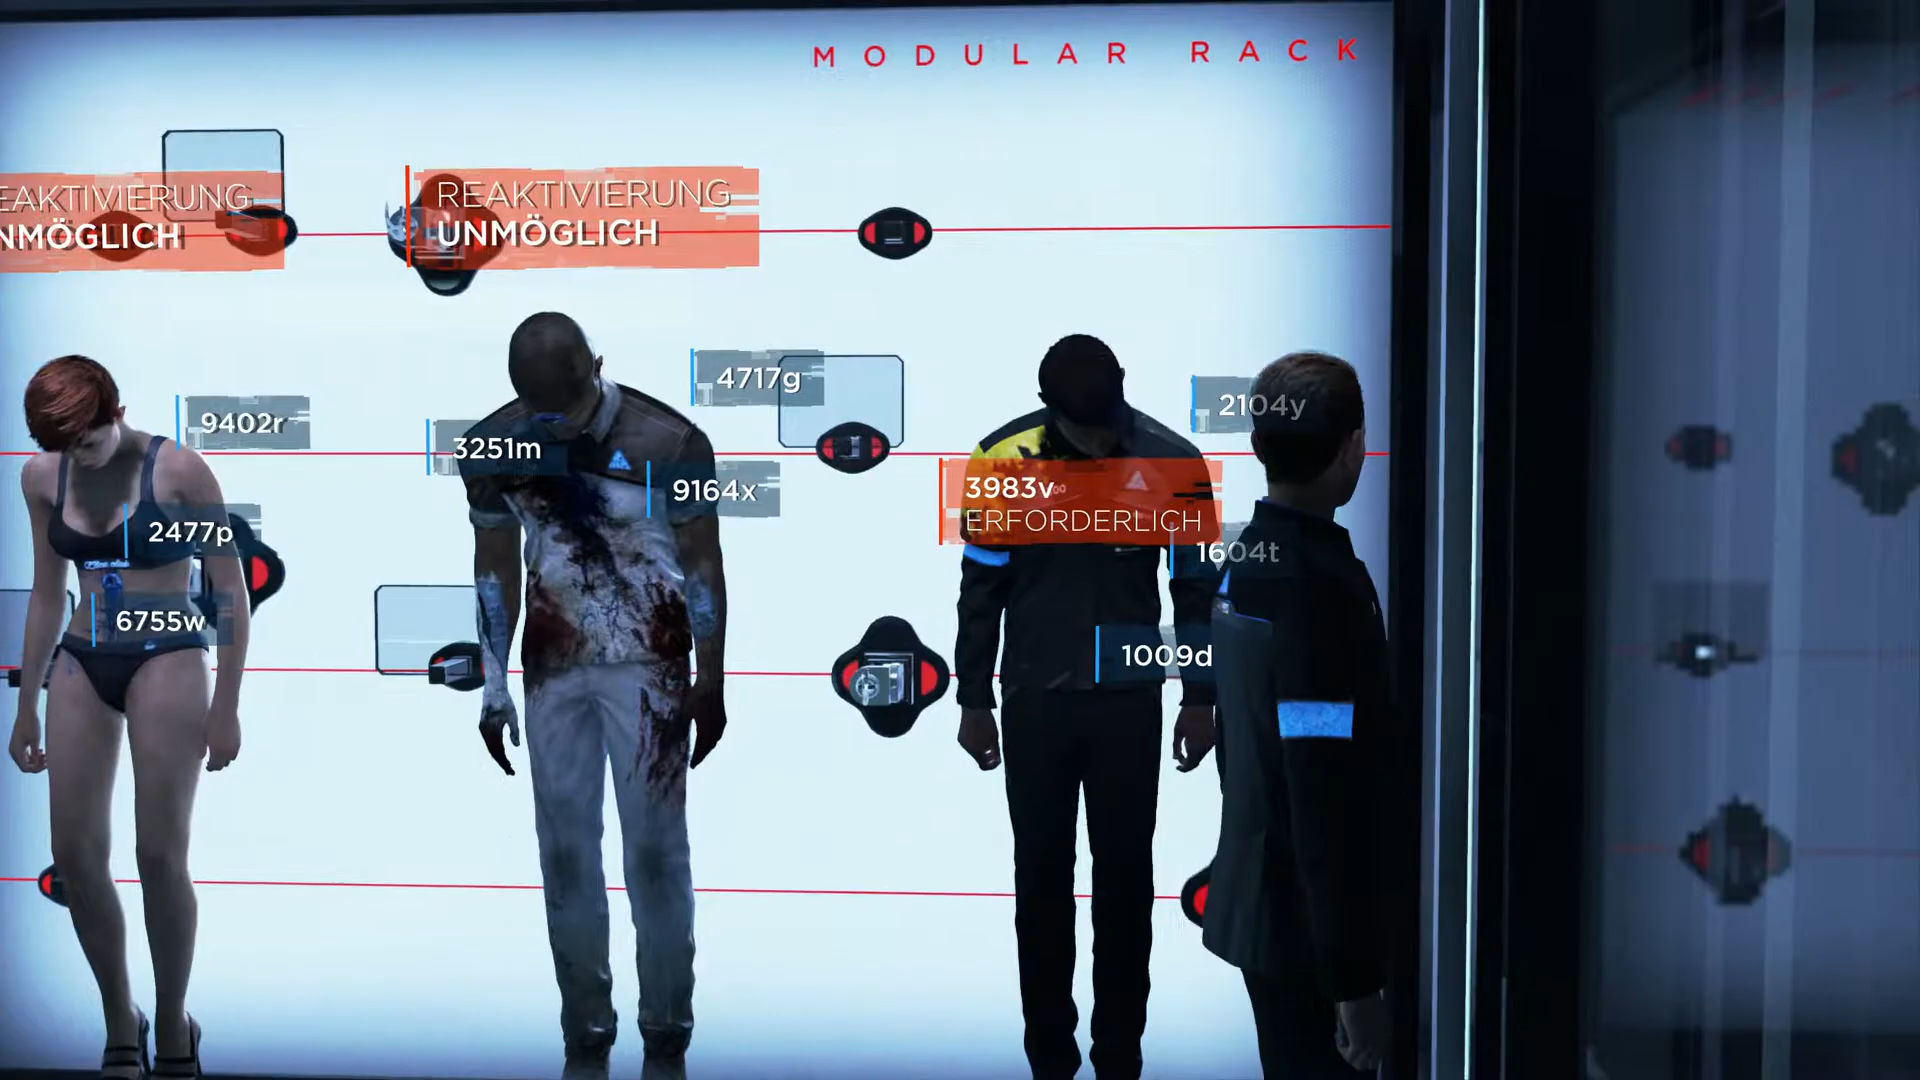 MODULAR RACK
EAKTIVIERUNG
NMÖGLICH
REAKTIVIERUNG
UNMÖGLICH
4717g
9402r
2104y
3251m
9164x
3983v
ERFORDERLICH
2477p
1604t
6755w
1009d